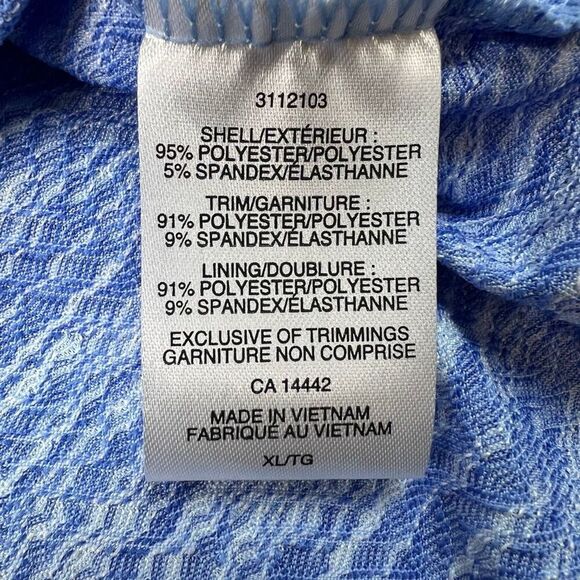 3112103
SHELL/EXTÉRIEUR :
95% POLYESTER/POLYESTER
5% SPANDEX/ÉLASTHANNE
TRIM/GARNITURE :
91% POLYESTER/POLYESTER
9% SPANDEX/ÉLASTHANNE
LINING/DOUBLURE :
91% POLYESTER/POLYESTER
9% SPANDEX/ÉLASTHANNE
EXCLUSIVE OF TRIMMINGS
GARNITURE NON COMPRISE
CA 14442
MADE IN VIETNAM
FABRIQUÉ AU VIETNAM
XL/TG